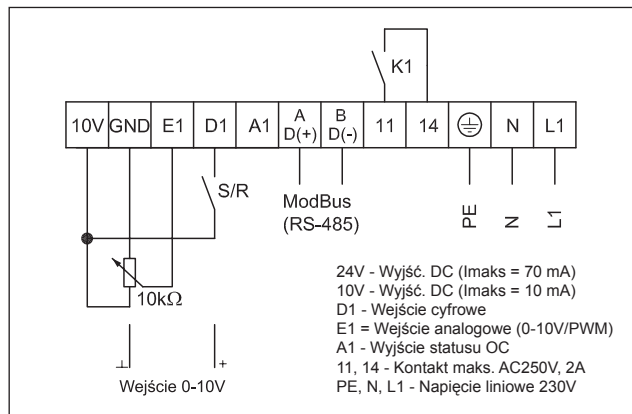 K1
10V GND E1 D1 A1 A D(+) B D(-) 11 14 N L1
S/R
ModBus
(RS-485)
PE
N
L1
10kΩ
24V - Wyjść. DC (Imaks = 70 mA)
10V - Wyjść. DC (Imaks = 10 mA)
D1 - Wejście cyfrowe
E1 = Wejście analogowe (0-10V/PWM)
A1 - Wyjście statusu OC
11, 14 - Kontakt maks. AC250V, 2A
PE, N, L1 - Napięcie liniowe 230V
⊥ +
Wejście 0-10V